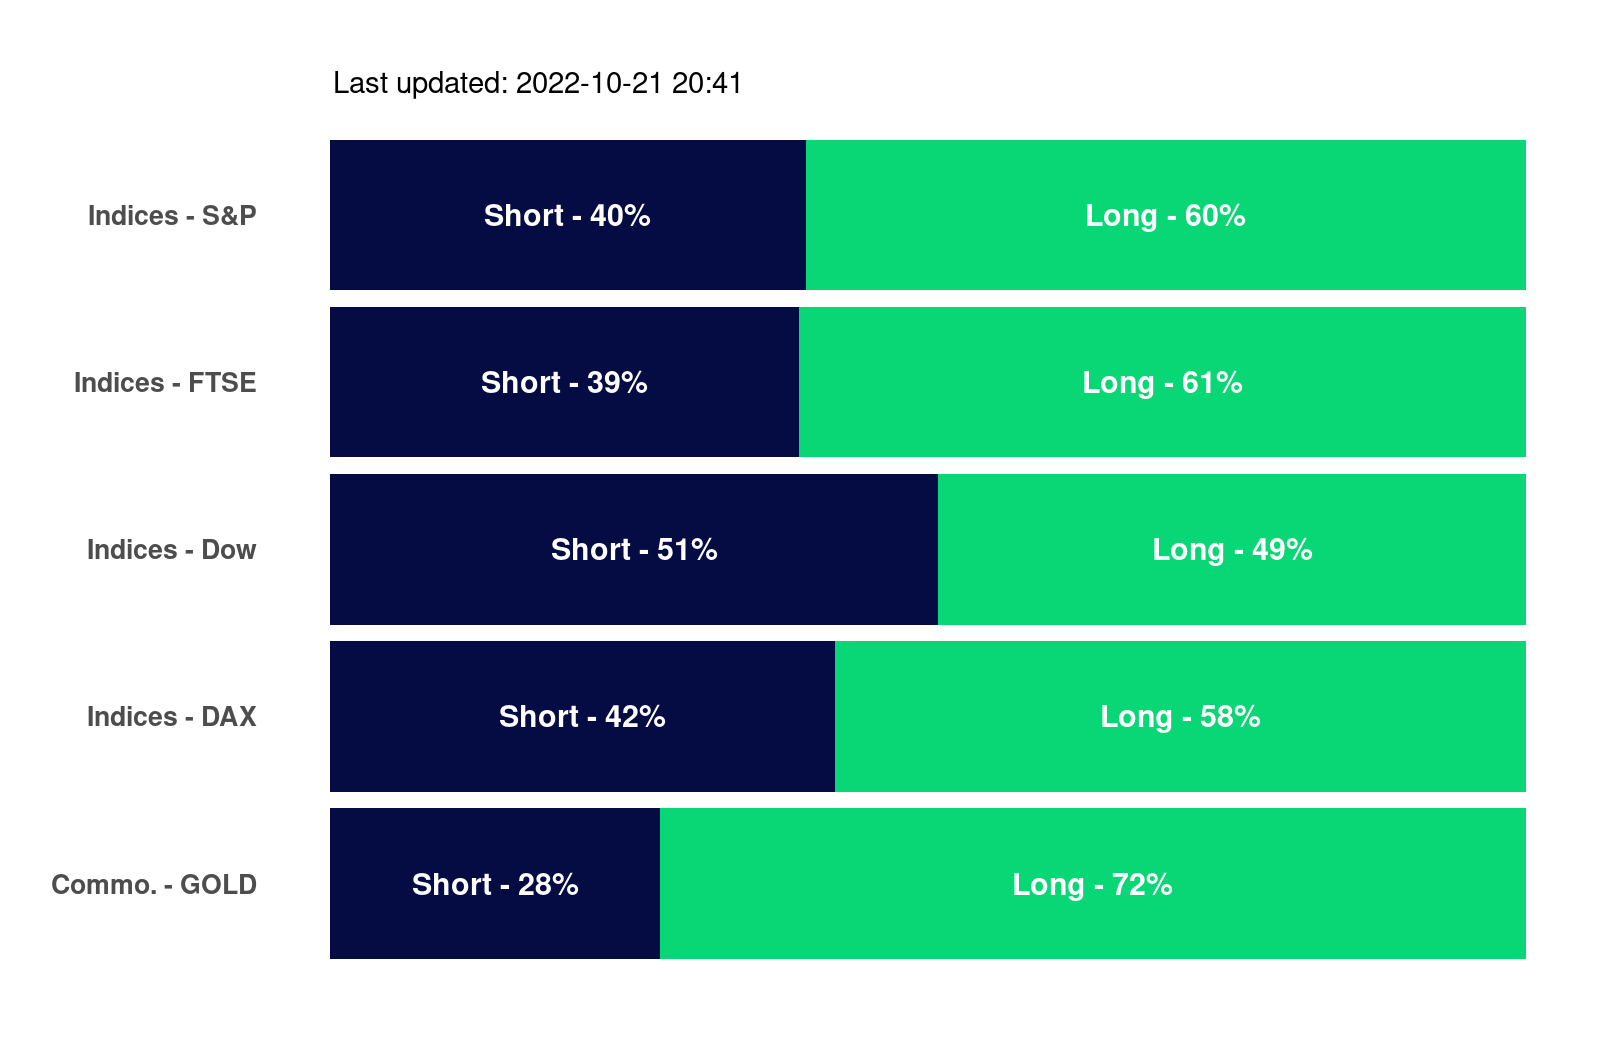 Last updated: 2022-10-21 20:41
Indices - S&P Short - 40% Long - 60%
Indices - FTSE Short - 39% Long - 61%
Indices - Dow Short - 51% Long - 49%
Indices - DAX Short - 42% Long - 58%
Commo. - GOLD Short - 28% Long - 72%